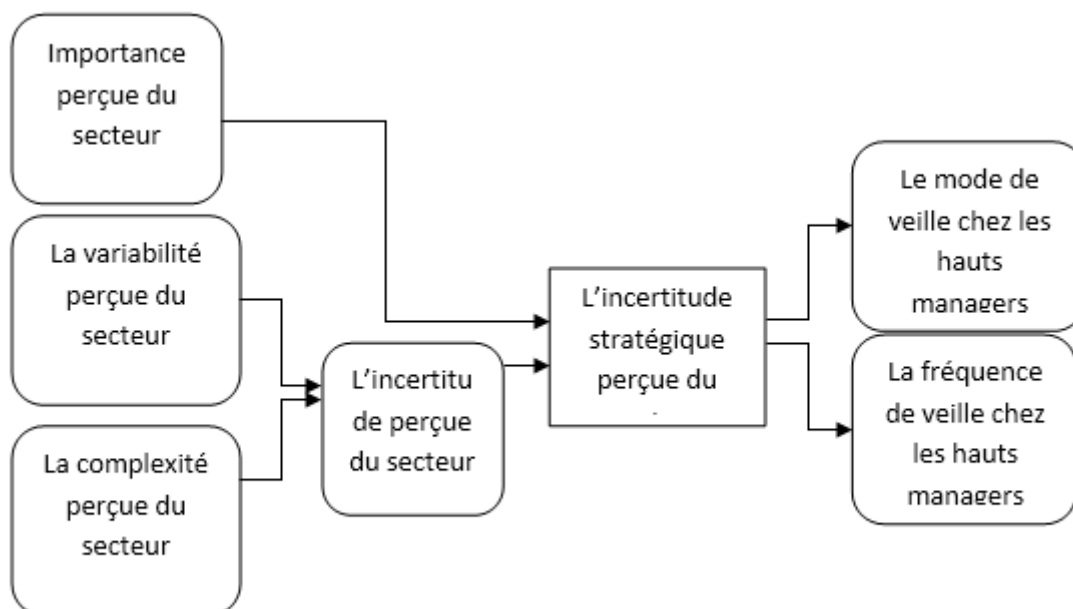 Importance
perçue du
secteur
La variabilité
perçue du
secteur
La complexité
perçue du
secteur
L’incertitu
de perçue
du secteur
L’incertitude
stratégique
perçue du
Le mode de
veille chez les
hauts
managers
La fréquence
de veille chez
les hauts
managers